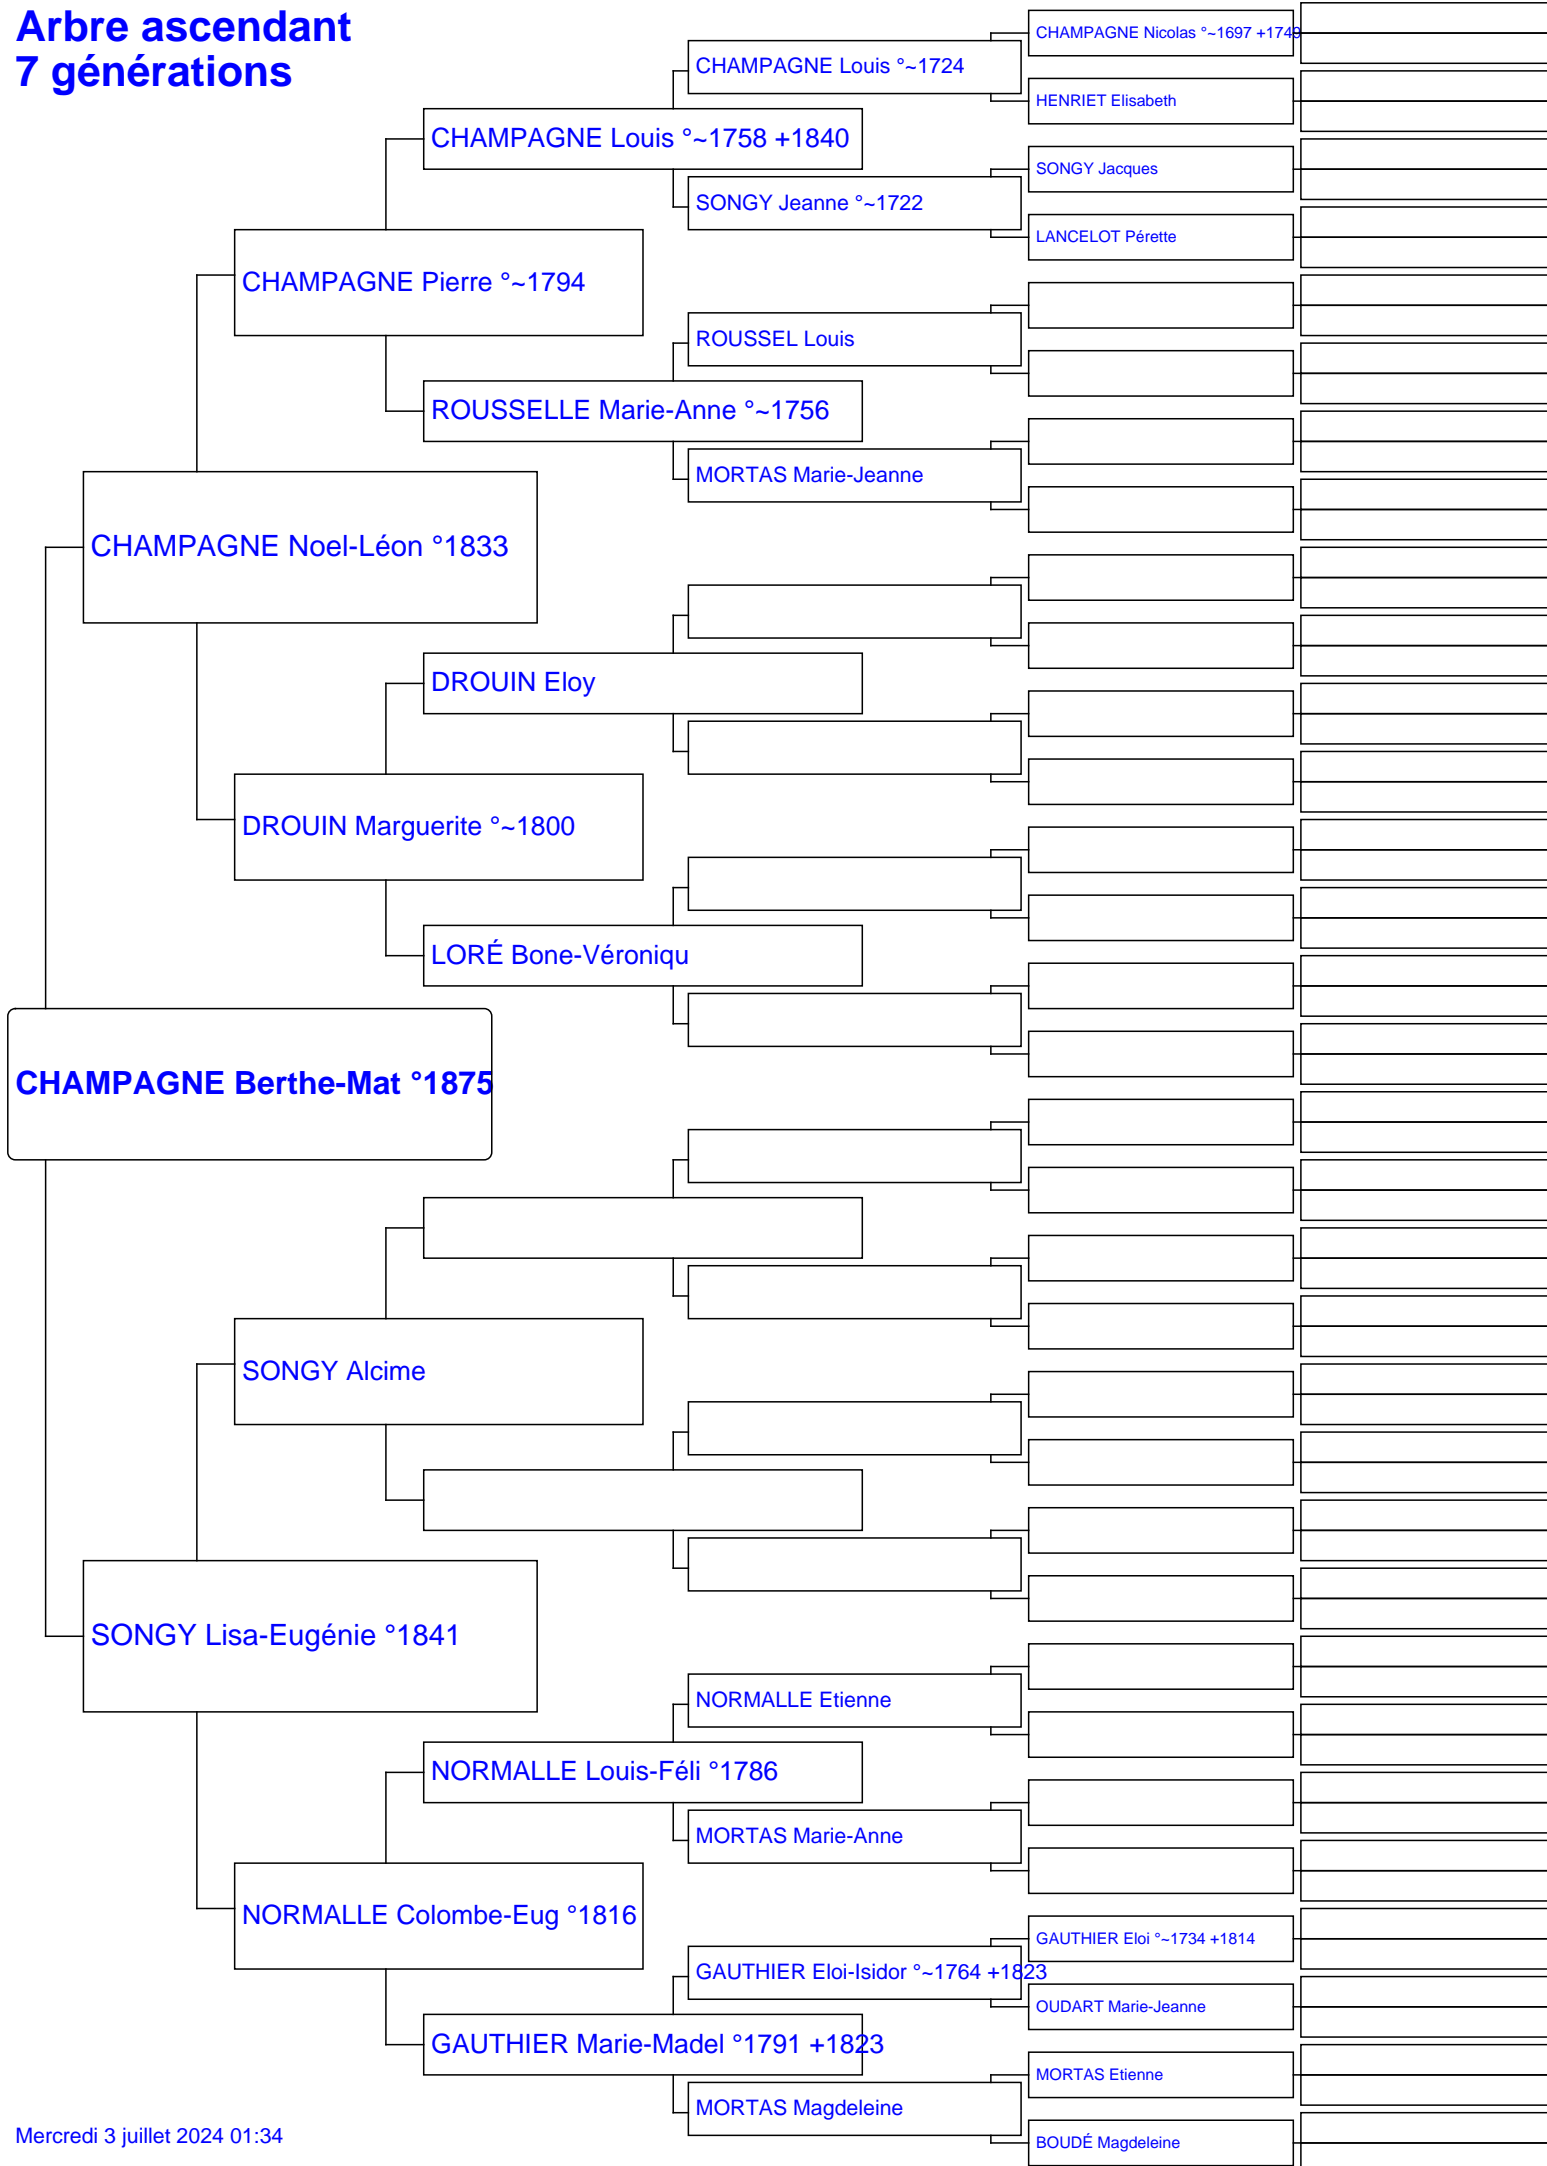 Arbre ascendant
7 générations
CHAMPAGNE Nicolas °~1697 +1749
CHAMPAGNE Louis °~1724
HENRIET Elisabeth
CHAMPAGNE Louis °~1758 +1840
SONGY Jacques
SONGY Jeanne °~1722
LANCELOT Pérette
CHAMPAGNE Pierre °~1794
ROUSSEL Louis
ROUSSELLE Marie-Anne °~1756
MORTAS Marie-Jeanne
CHAMPAGNE Noel-Léon °1833
DROUIN Eloy
DROUIN Marguerite °~1800
LORÉ Bone-Véroniqu
CHAMPAGNE Berthe-Mat °1875
SONGY Alcime
SONGY Lisa-Eugénie °1841
NORMALLE Etienne
NORMALLE Louis-Féli °1786
MORTAS Marie-Anne
NORMALLE Colombe-Eug °1816
GAUTHIER Eloi °~1734 +1814
GAUTHIER Eloi-Isidor °~1764 +1823
OUDART Marie-Jeanne
GAUTHIER Marie-Madel °1791 +1823
MORTAS Etienne
MORTAS Magdeleine
BOUDÉ Magdeleine
Mercredi 3 juillet 2024 01:34